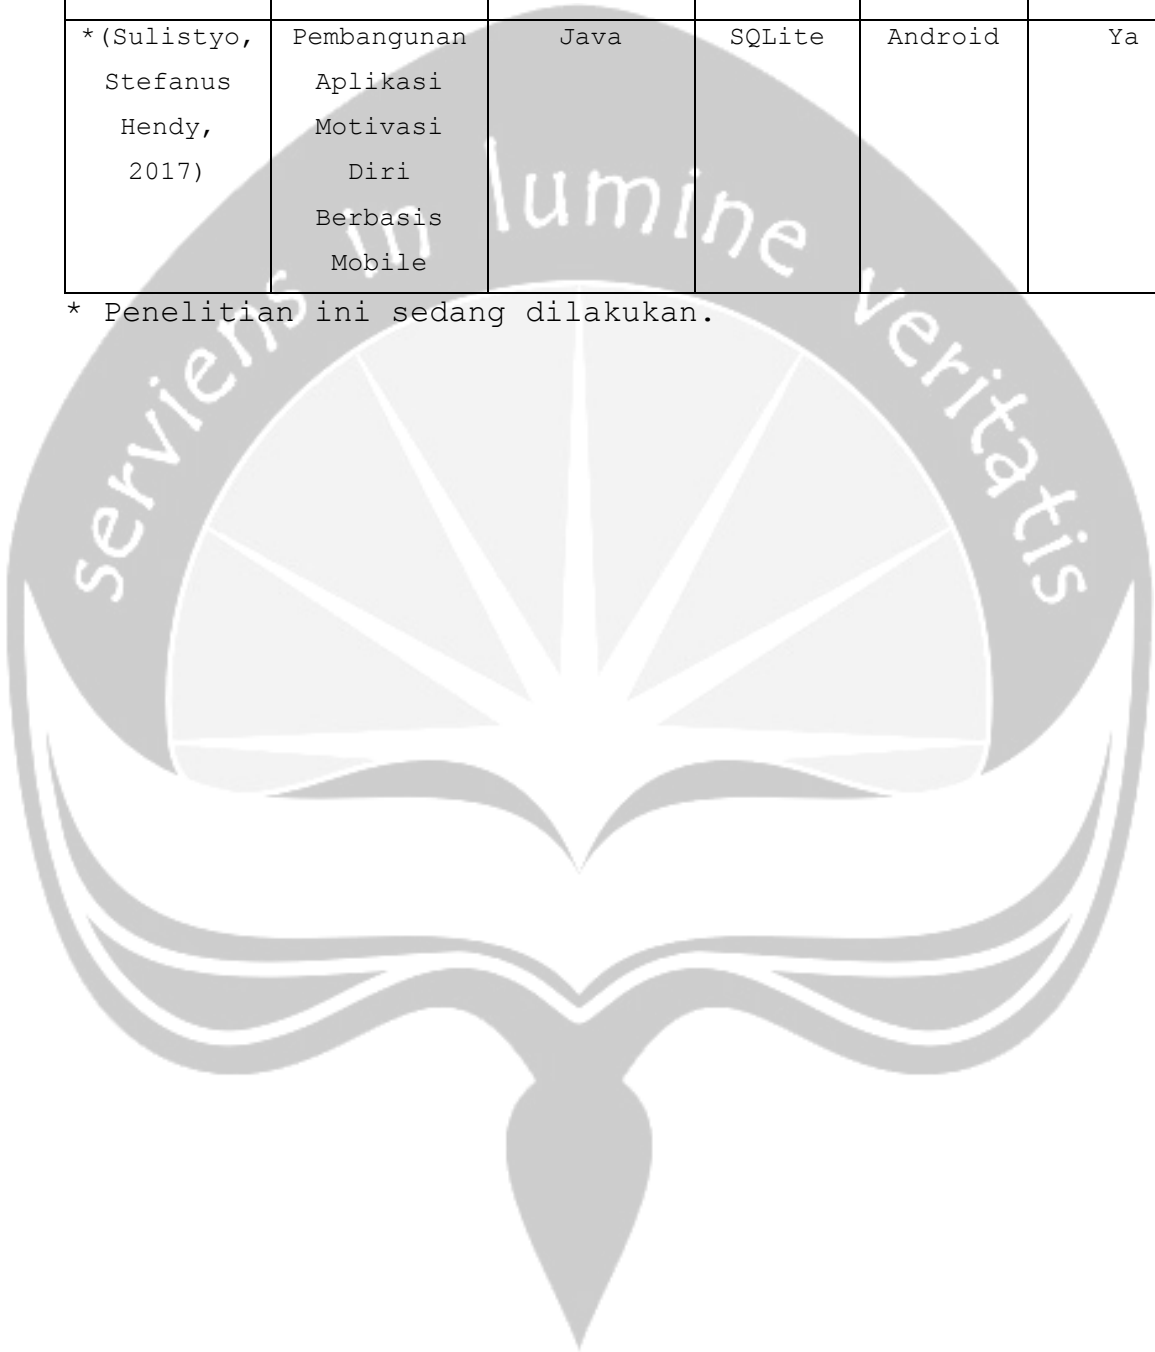 *(Sulistyo, Pembangunan Java SQLite Android Ya
Stefanus Aplikasi
Hendy, Motivasi
2017) Diri
Berbasis
Mobile
* Penelitian ini sedang dilakukan.
serviens in lumine veritatis